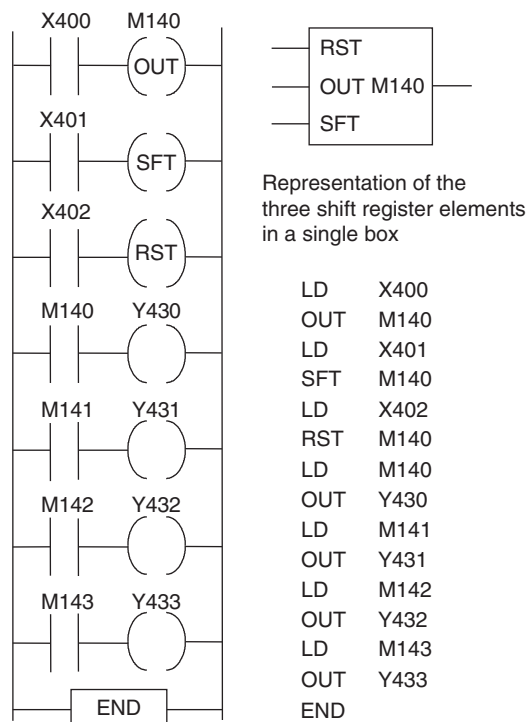 X400 M140
OUT
X401
SFT
X402
RST
M140 Y430
M141 Y431
M142 Y432
M143 Y433
END
RST
OUT M140
SFT
Representation of the
three shift register elements
in a single box
LD X400
OUT M140
LD X401
SFT M140
LD X402
RST M140
LD M140
OUT Y430
LD M141
OUT Y431
LD M142
OUT Y432
LD M143
OUT Y433
END